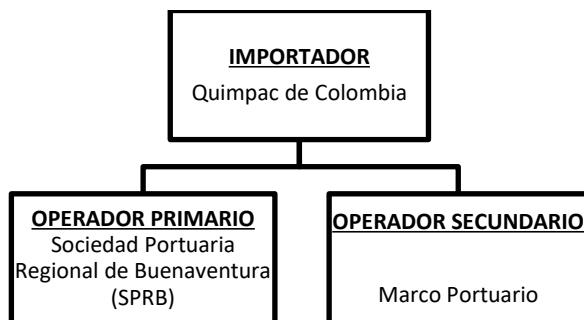 IMPORTADOR
Quimpac de Colombia
OPERADOR PRIMARIO
Sociedad Portuaria
Regional de Buenaventura
(SPRB)
OPERADOR SECUNDARIO
Marco Portuario